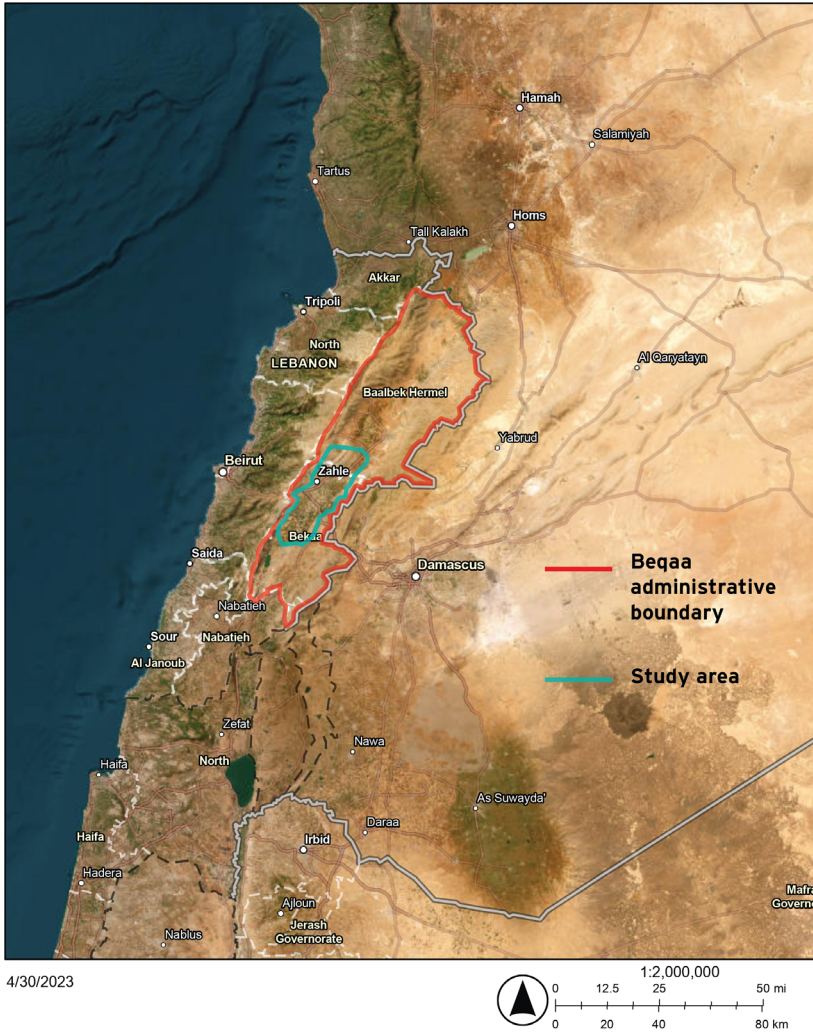 Hamah
Salamiyah
Tartus
Homs
Tall Kalakh
Akkar
Tripoli
North
LEBANON
Al Qaryatayn
Baalbek Hermel
Yabrud
Beirut
Zahle
Bekaa
Saida
Damascus
Beqaa
administrative
boundary
Nabatieh
Nabatieh
Sour
Al Janoub
Study area
Zefat
North
Nawa
Haifa
As Suwayda'
Haifa
Daraa
Irbid
Hadera
Ajloun
Jerash
Governorate
Mafra
Governo
Nablus
4/30/2023
1:2,000,000
0 12.5 25 50 mi
0 20 40 80 km